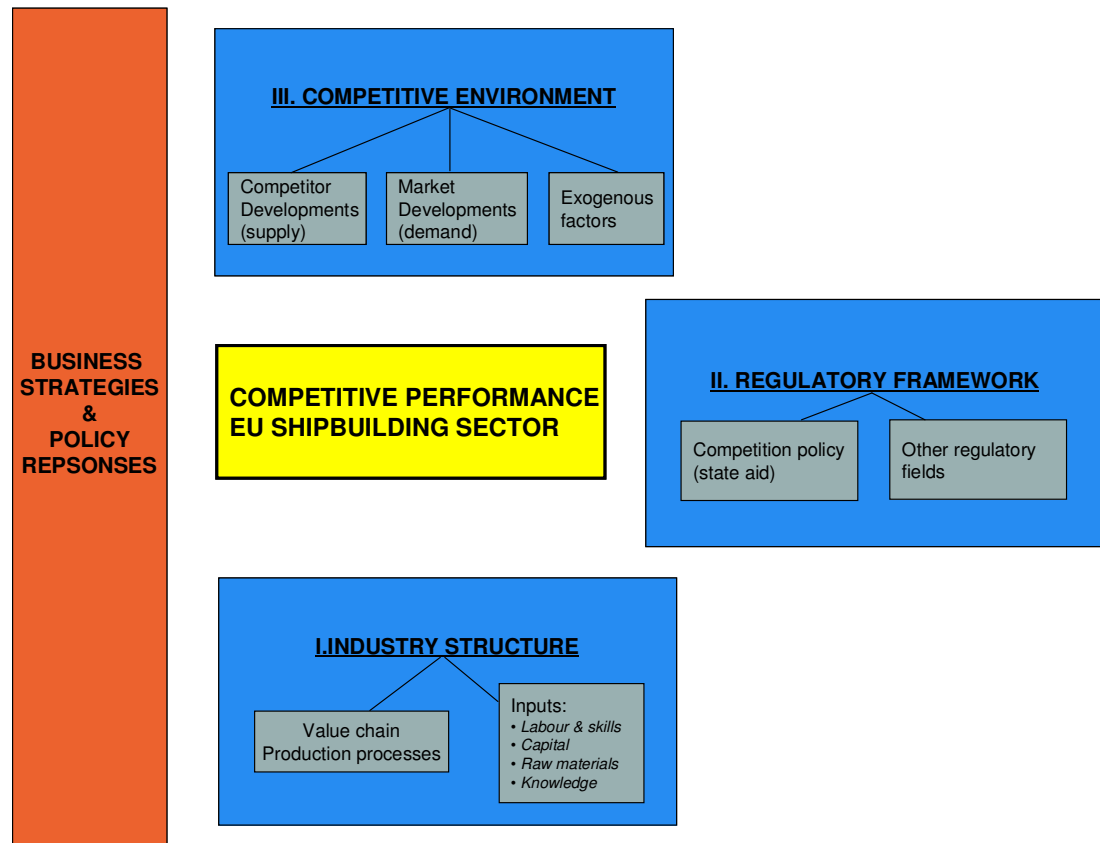 BUSINESS
STRATEGIES
&
POLICY
REPSONSES
III. COMPETITIVE ENVIRONMENT
Competitor
Developments
(supply)
Market
Developments
(demand)
Exogenous
factors
COMPETITIVE PERFORMANCE
EU SHIPBUILDING SECTOR
II. REGULATORY FRAMEWORK
Competition policy
(state aid)
Other regulatory
fields
I.INDUSTRY STRUCTURE
Value chain
Production processes
Inputs:
• Labour & skills
• Capital
• Raw materials
• Knowledge